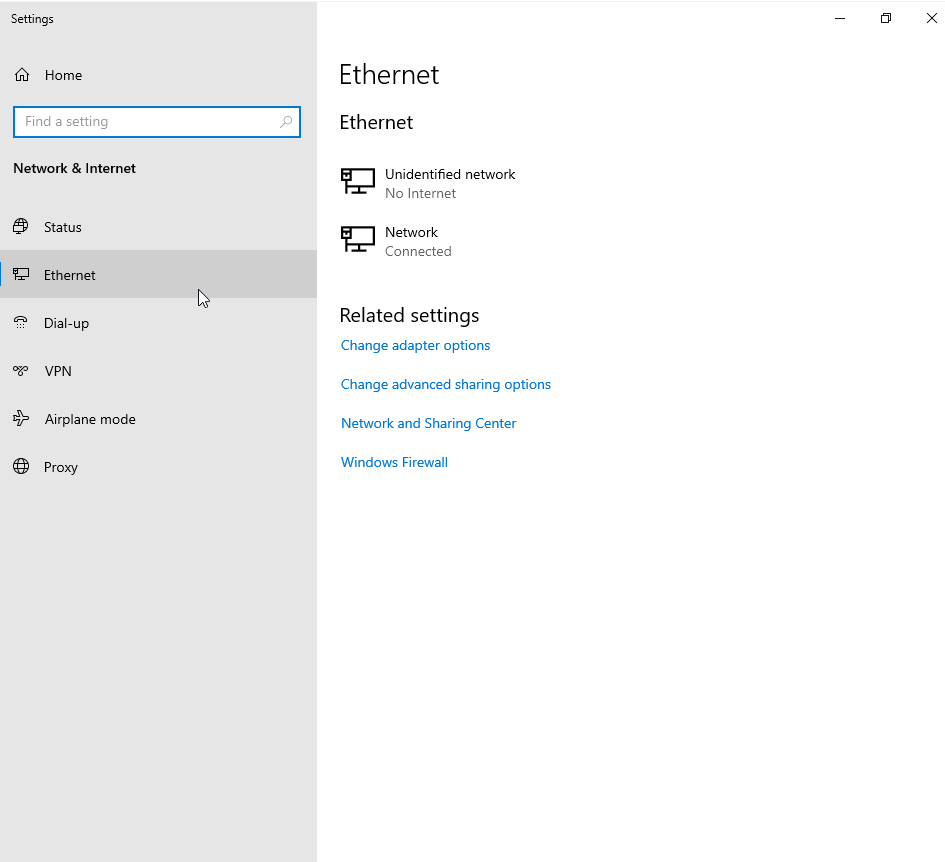 Settings
Home
Find a setting
Network & Internet
Status
Ethernet
Dial-up
VPN
Airplane mode
Proxy
Ethernet
Ethernet
Unidentified network
No Internet
Network
Connected
Related settings
Change adapter options
Change advanced sharing options
Network and Sharing Center
Windows Firewall